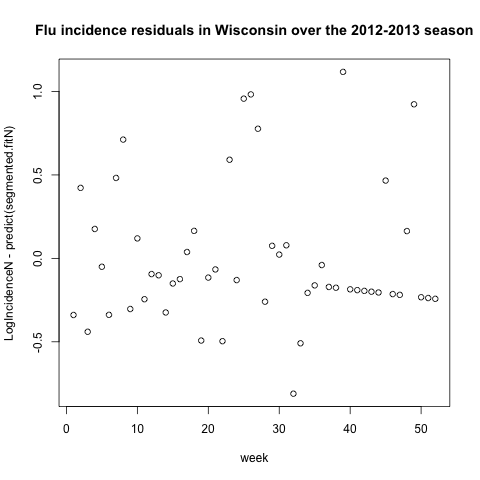 Flu incidence residuals in Wisconsin over the 2012-2013 season
LogIncidenceN - predict(segmented.fitN)
1.0
0.5
0.0
-0.5
0 10 20 30 40 50
week